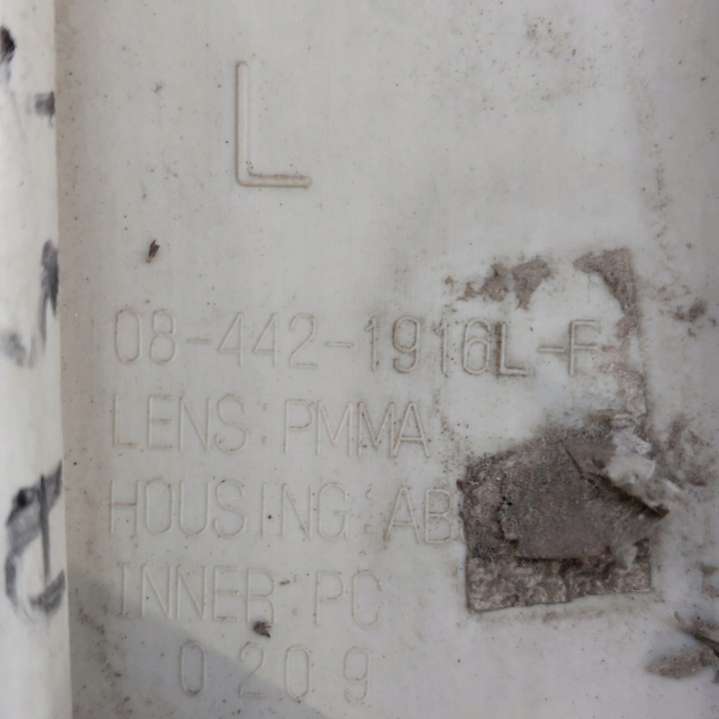 L
08-442-1916L-F
LENS:PMMA
HOUSING:AB
INNER:PC
0209